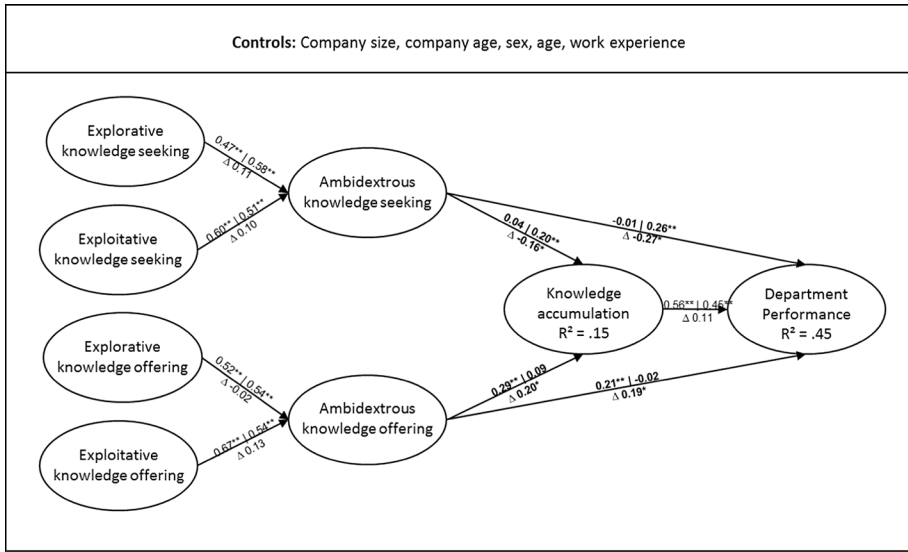 Controls: Company size, company age, sex, age, work experience
Explorative
knowledge seeking
0.47** | 0.58**
Δ 0.11
Exploitative
knowledge seeking
0.60** | 0.51**
Δ 0.10
Ambidextrous
knowledge seeking
0.04 | 0.20**
Δ -0.16*
-0.01 | 0.26**
Δ -0.27*
Knowledge
accumulation
R² = .15
0.56** | 0.46**
Δ 0.11
Department
Performance
R² = .45
Explorative
knowledge offering
0.52** | 0.54**
Δ -0.02
Exploitative
knowledge offering
0.67** | 0.54**
Δ 0.13
Ambidextrous
knowledge offering
0.29** | 0.09
Δ 0.20*
0.21** | -0.02
Δ 0.19*